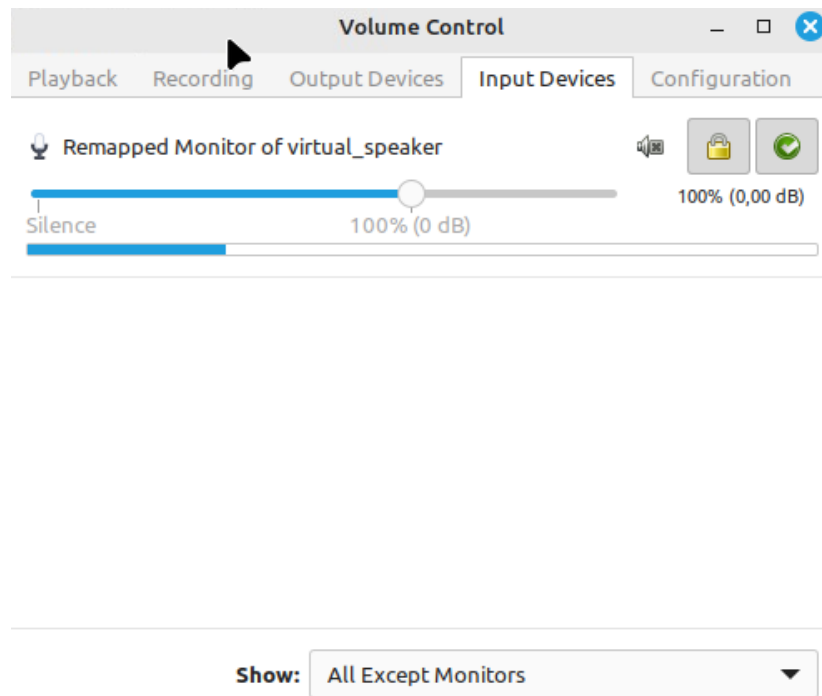 Volume Control
Playback Recording Output Devices Input Devices Configuration
Remapped Monitor of virtual_speaker
100% (0,00 dB)
Silence 100% (0 dB)
Show: All Except Monitors